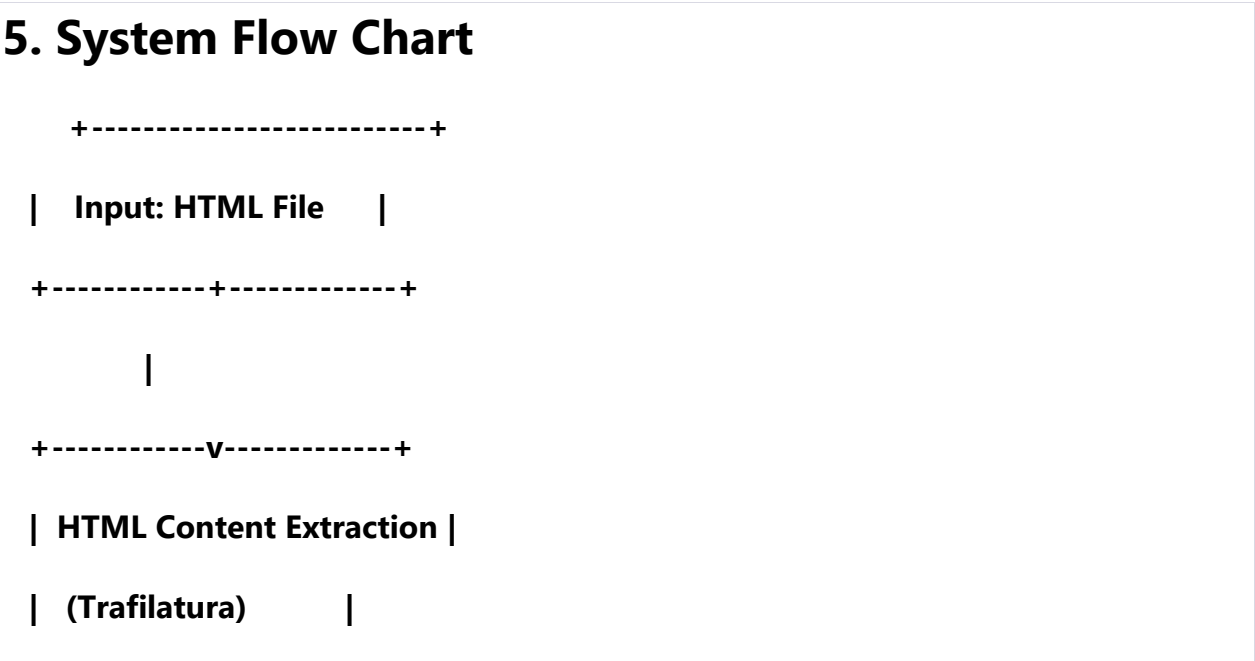 5. System Flow Chart
+--------------------------+
| Input: HTML File |
+------------+-------------+
|
+------------v-------------+
| HTML Content Extraction |
| (Trafilatura) |